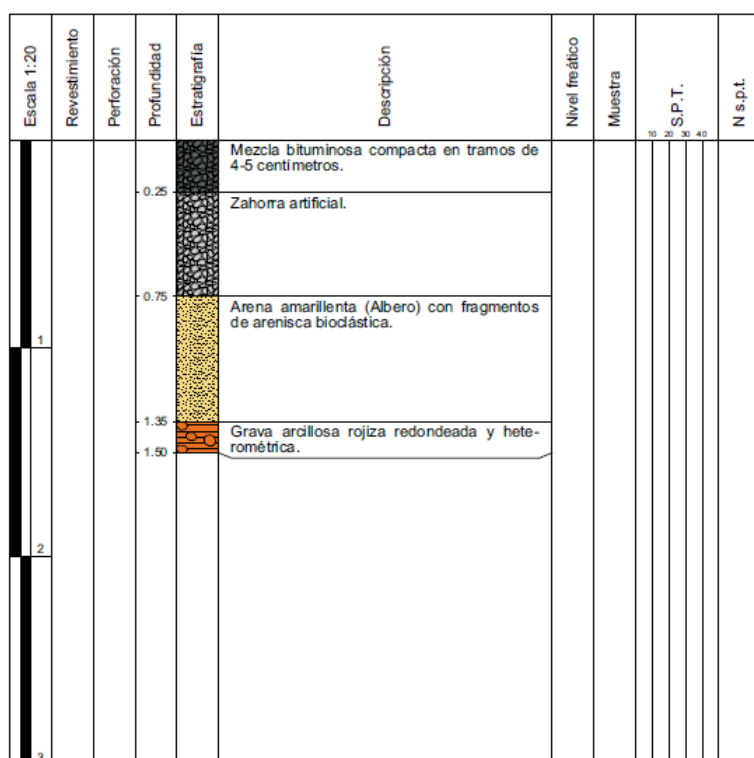 Escala 1:20
Revestimiento
Perforación
Profundidad
Estratigrafía
Descripción
Nivel freático
Muestra
S.P.T.
10 20 30 40
N s.p.t.
Mezcla bituminosa compacta en tramos de
4-5 centímetros.
0.25
Zahorra artificial.
0.75
Arena amarillenta (Albero) con fragmentos
de arenisca bioclástica.
1
1.35
Grava arcillosa rojiza redondeada y hete-
rométrica.
1.50
2
3